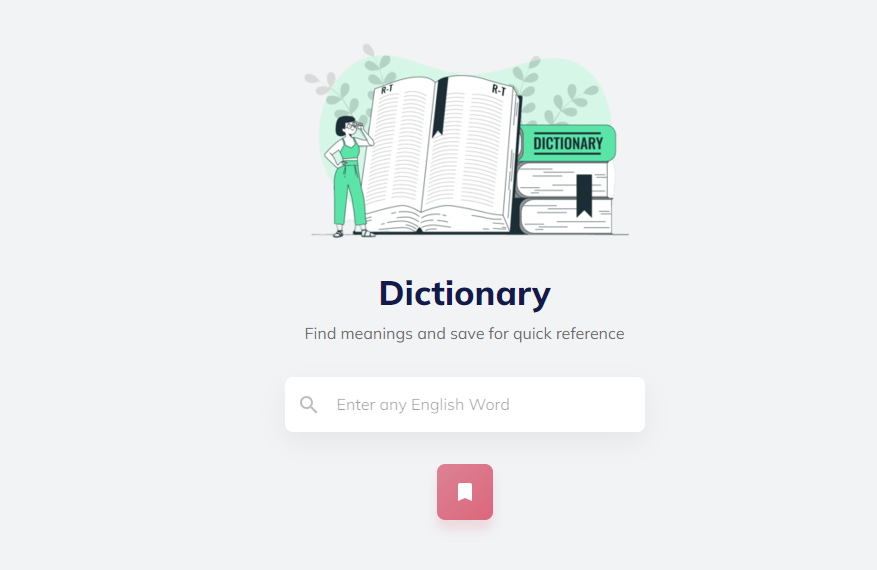 R-T
R-T
DICTIONARY
Dictionary
Find meanings and save for quick reference
Enter any English Word